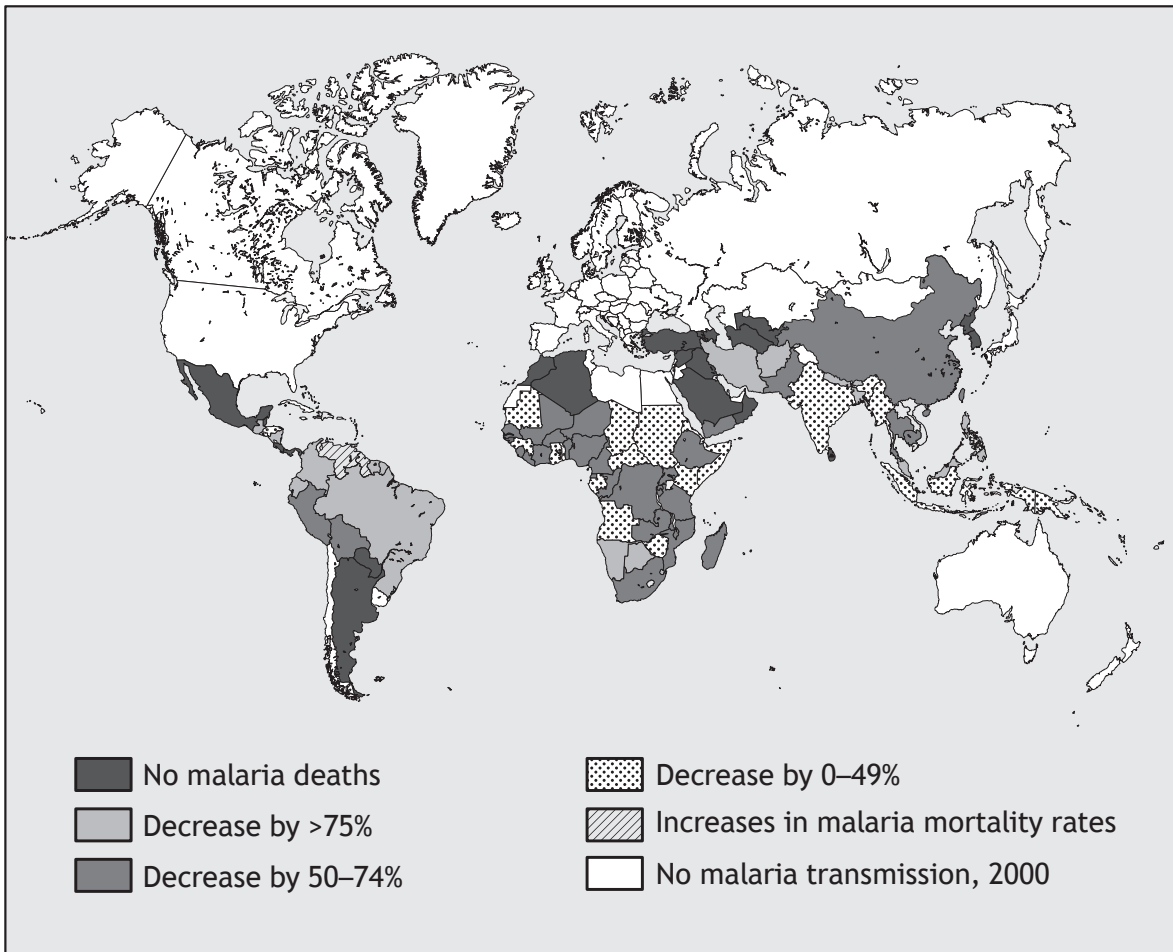 No malaria deaths
Decrease by >75%
Decrease by 50–74%
Decrease by 0–49%
Increases in malaria mortality rates
No malaria transmission, 2000